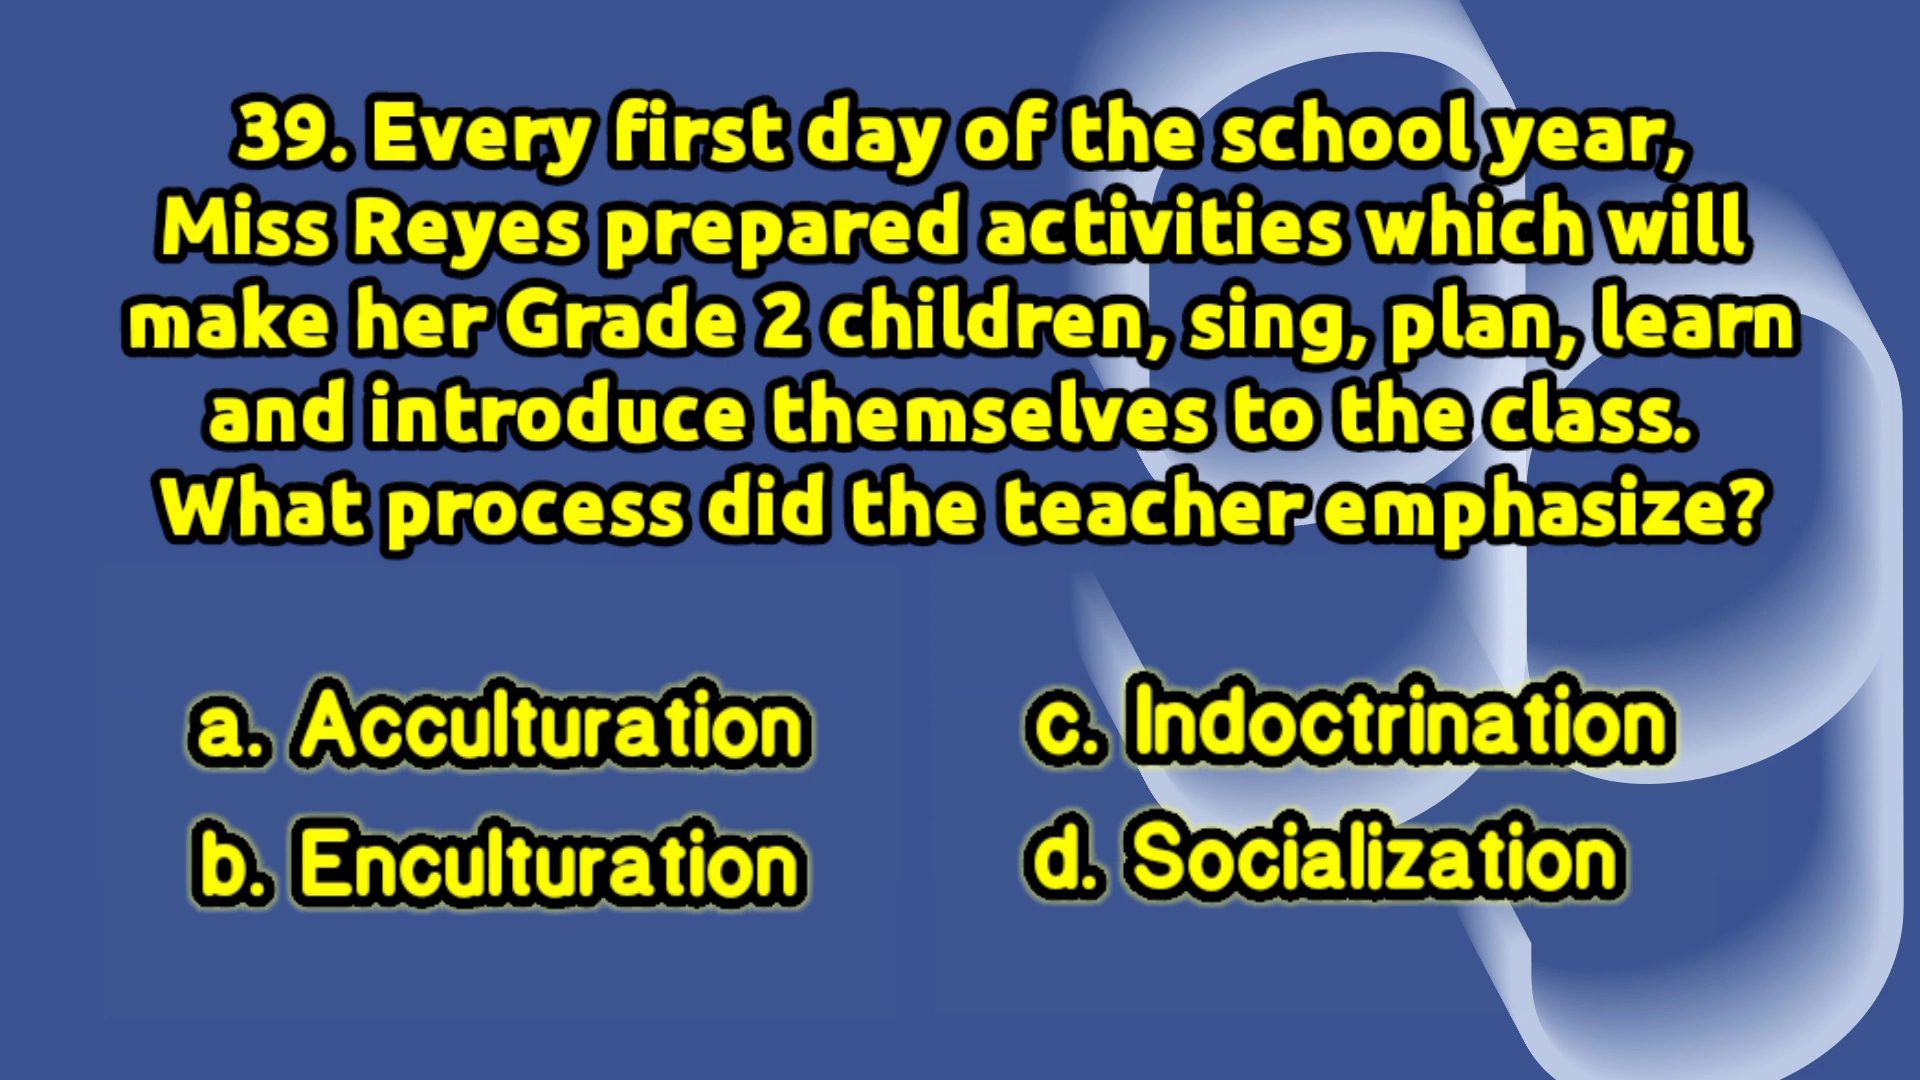 39. Every first day of the school year,
Miss Reyes prepared activities which will
make her Grade 2 children, sing, plan, learn
and introduce themselves to the class.
What process did the teacher emphasize?
a. Acculturation
b. Enculturation
c. Indoctrination
d. Socialization